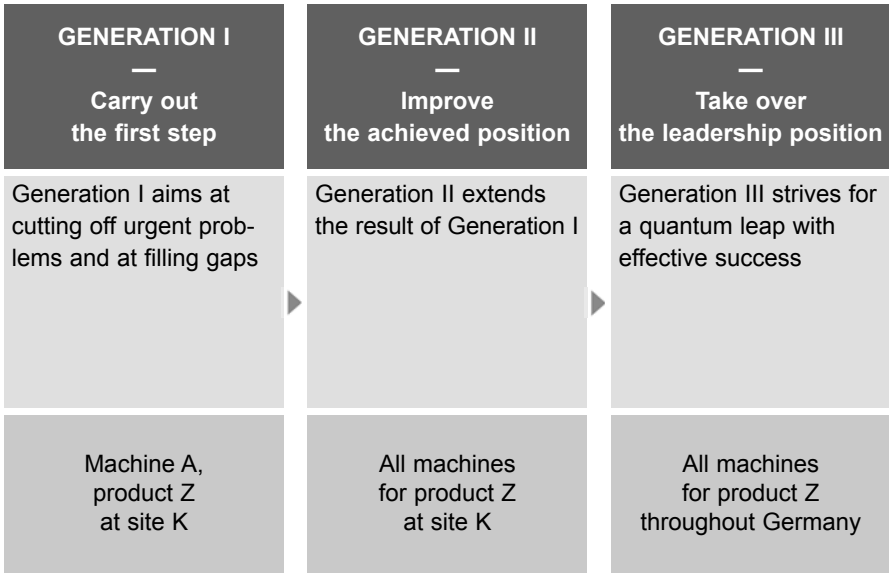 GENERATION I
—
Carry out
the first step
GENERATION II
—
Improve
the achieved position
GENERATION III
—
Take over
the leadership position
Generation I aims at
cutting off urgent prob-
lems and at filling gaps
Generation II extends
the result of Generation I
Generation III strives for
a quantum leap with
effective success
Machine A,
product Z
at site K
All machines
for product Z
at site K
All machines
for product Z
throughout Germany